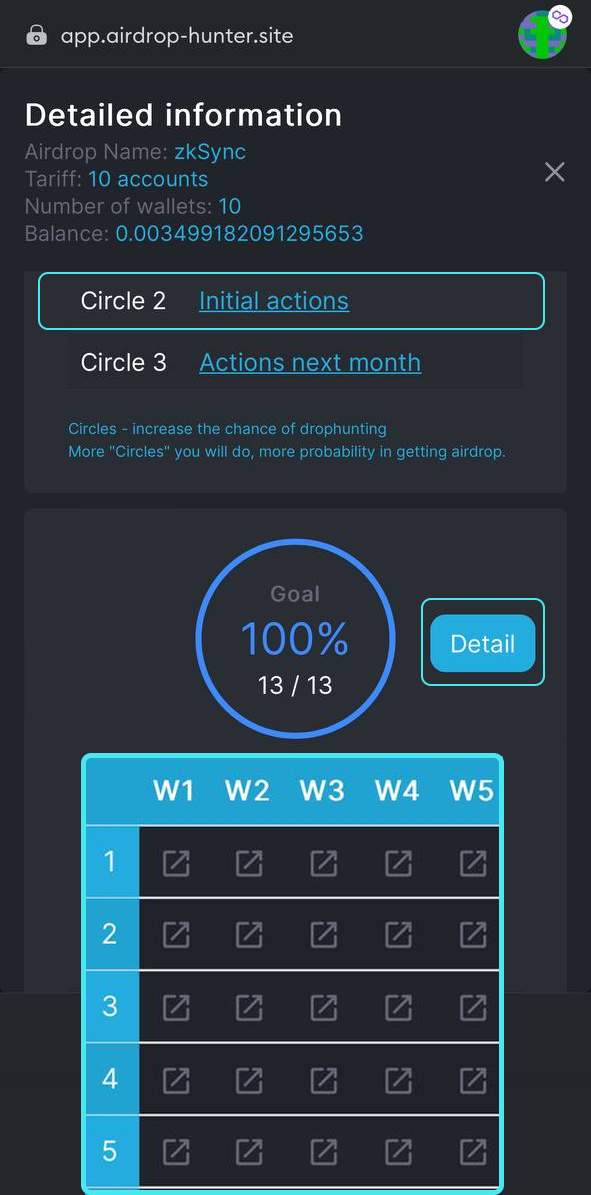 app.airdrop-hunter.site
Detailed information
Airdrop Name: zkSync
Tariff: 10 accounts
Number of wallets: 10
Balance: 0.003499182091295653
Circle 2 Initial actions
Circle 3 Actions next month
Circles - increase the chance of drophunting
More "Circles" you will do, more probability in getting airdrop.
Goal
100%
13 / 13
Detail
W1 W2 W3 W4 W5
1
2
3
4
5